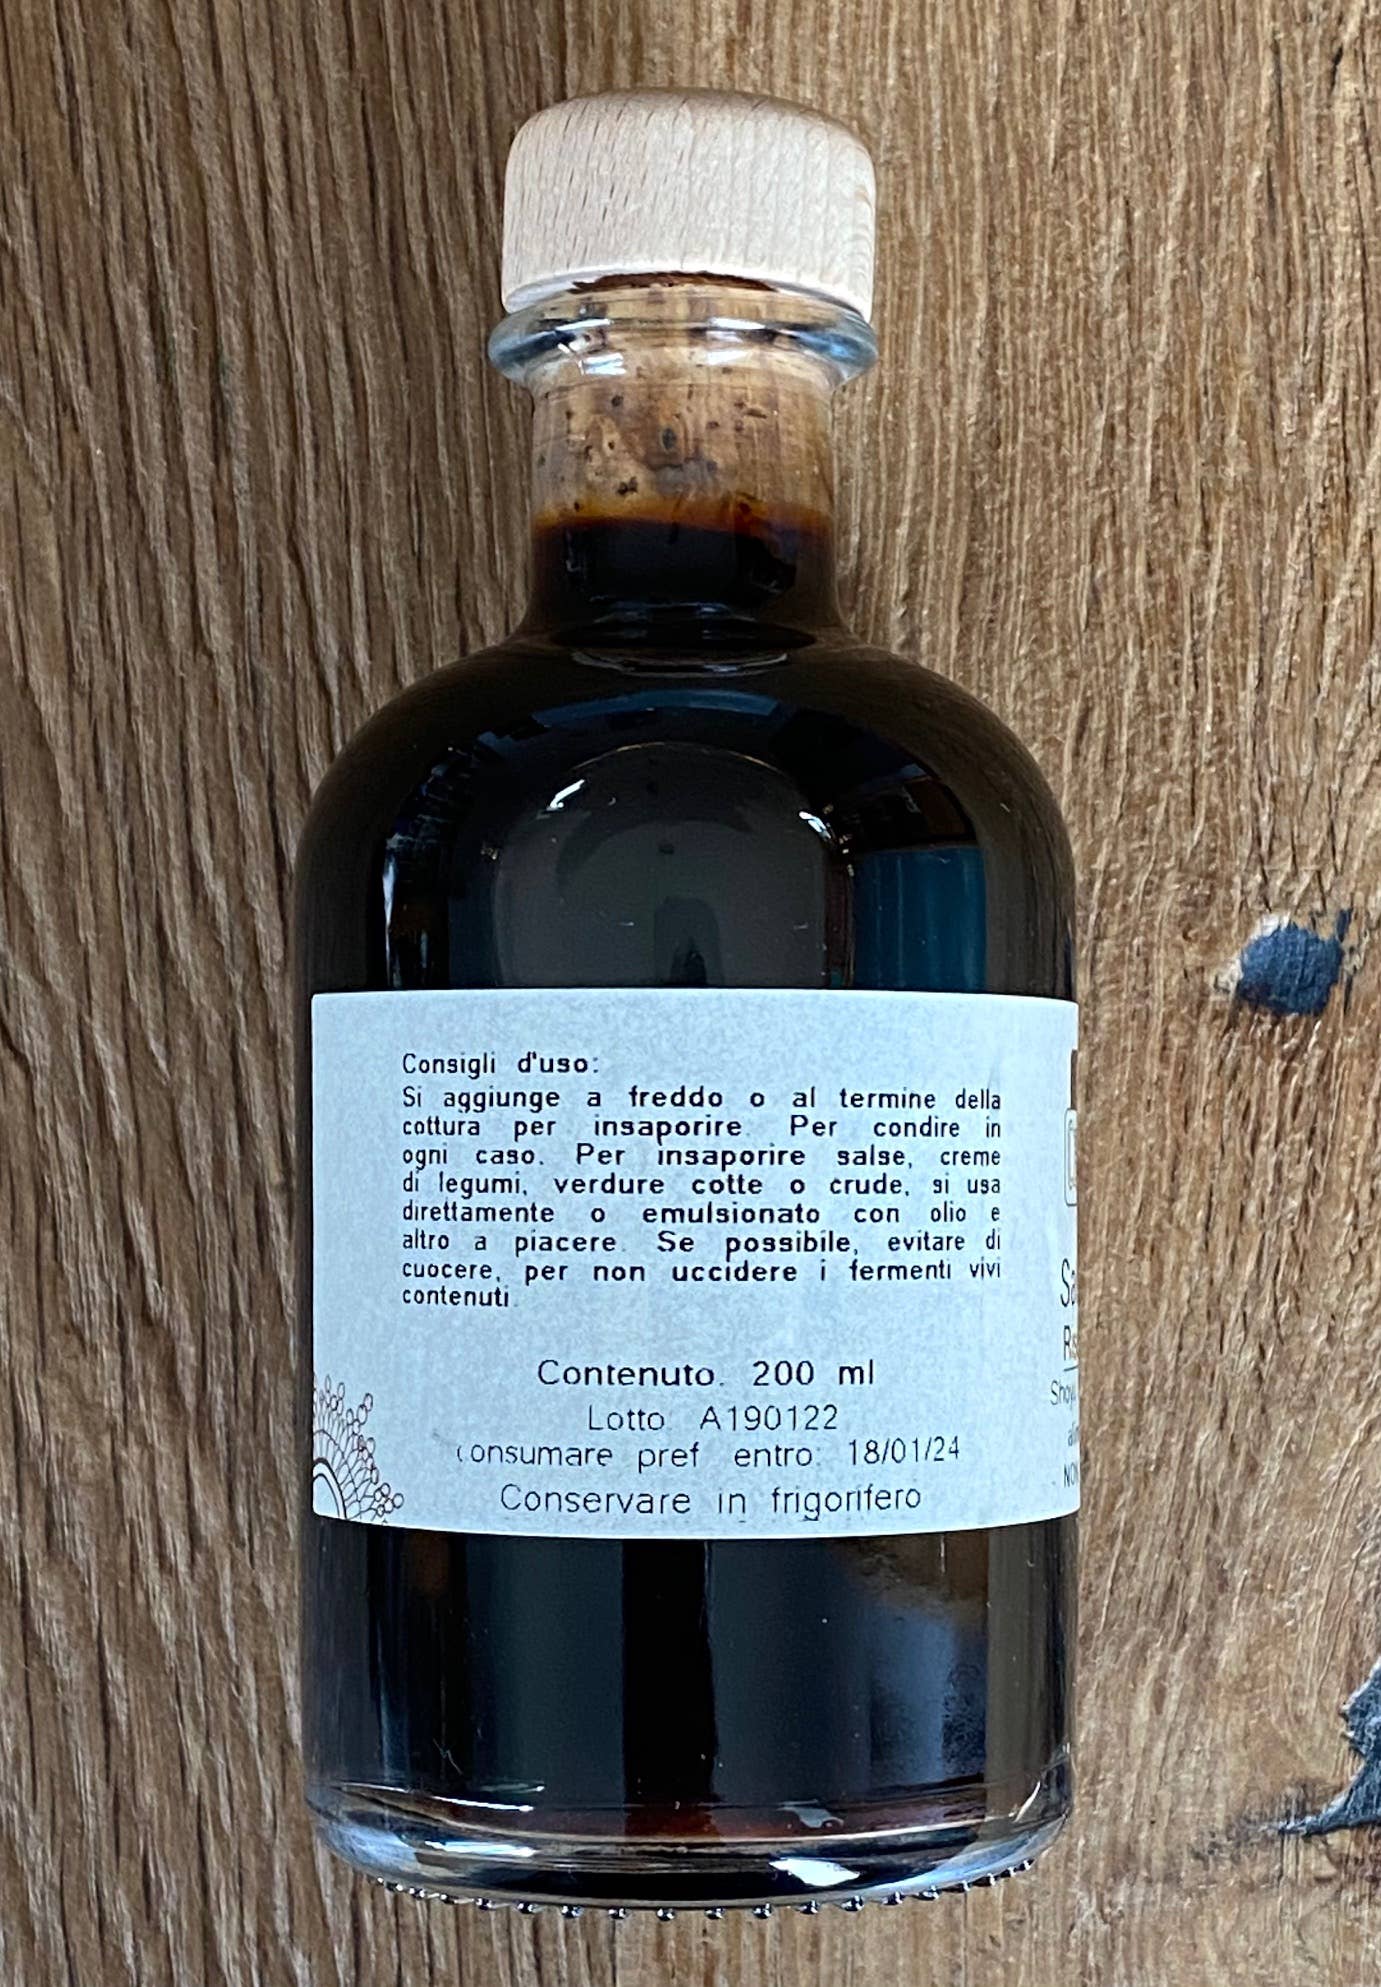 Consigli d'uso:
Si aggiunge a freddo o al termine della
cottura per insaporire. Per condire in
ogni caso. Per insaporire salse, creme
di legumi, verdure cotte o crude, si usa
direttamente o emulsionato con olio e
altro a piacere. Se possibile, evitare di
cuocere, per non uccidere i fermenti vivi
contenuti.
Contenuto. 200 ml
Lotto A190122
consumare pref entro: 18/01/24
Conservare in frigorifero